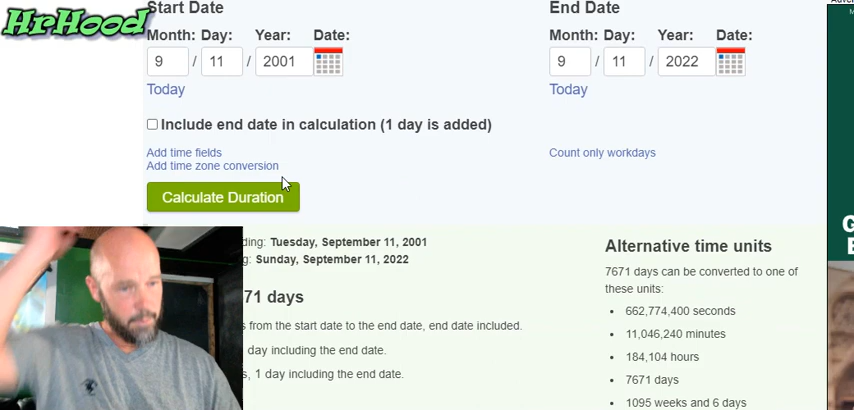 HrHood
Start Date
Month: Day: Year: Date:
9 / 11 / 2001
Today
End Date
Month: Day: Year: Date:
9 / 11 / 2022
Today
Include end date in calculation (1 day is added)
Add time fields
Add time zone conversion
Count only workdays
Calculate Duration
Tuesday, September 11, 2001
Sunday, September 11, 2022
71 days
from the start date to the end date, end date included.
day including the end date.
1 day including the end date.
Alternative time units
7671 days can be converted to one of
these units:
• 662,774,400 seconds
• 11,046,240 minutes
• 184,104 hours
• 7671 days
• 1095 weeks and 6 days